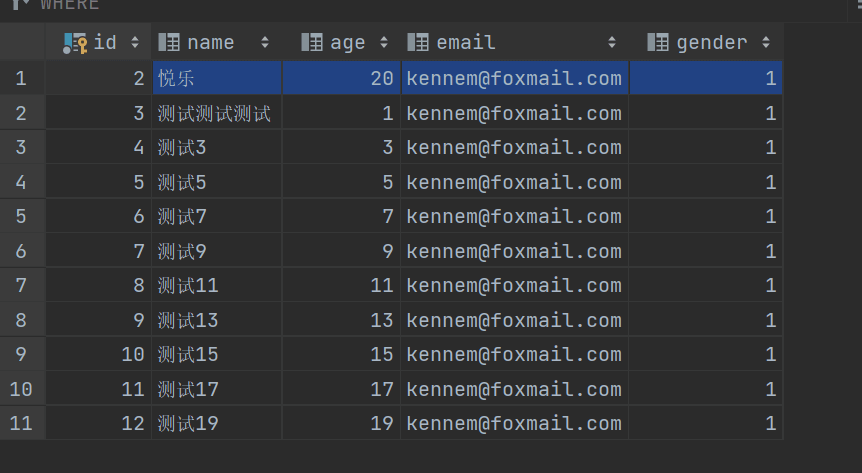 WHERE
id name age email gender
1 2 悦乐 20 kennem@foxmail.com 1
2 3 测试测试测试 1 kennem@foxmail.com 1
3 4 测试3 3 kennem@foxmail.com 1
4 5 测试5 5 kennem@foxmail.com 1
5 6 测试7 7 kennem@foxmail.com 1
6 7 测试9 9 kennem@foxmail.com 1
7 8 测试11 11 kennem@foxmail.com 1
8 9 测试13 13 kennem@foxmail.com 1
9 10 测试15 15 kennem@foxmail.com 1
10 11 测试17 17 kennem@foxmail.com 1
11 12 测试19 19 kennem@foxmail.com 1